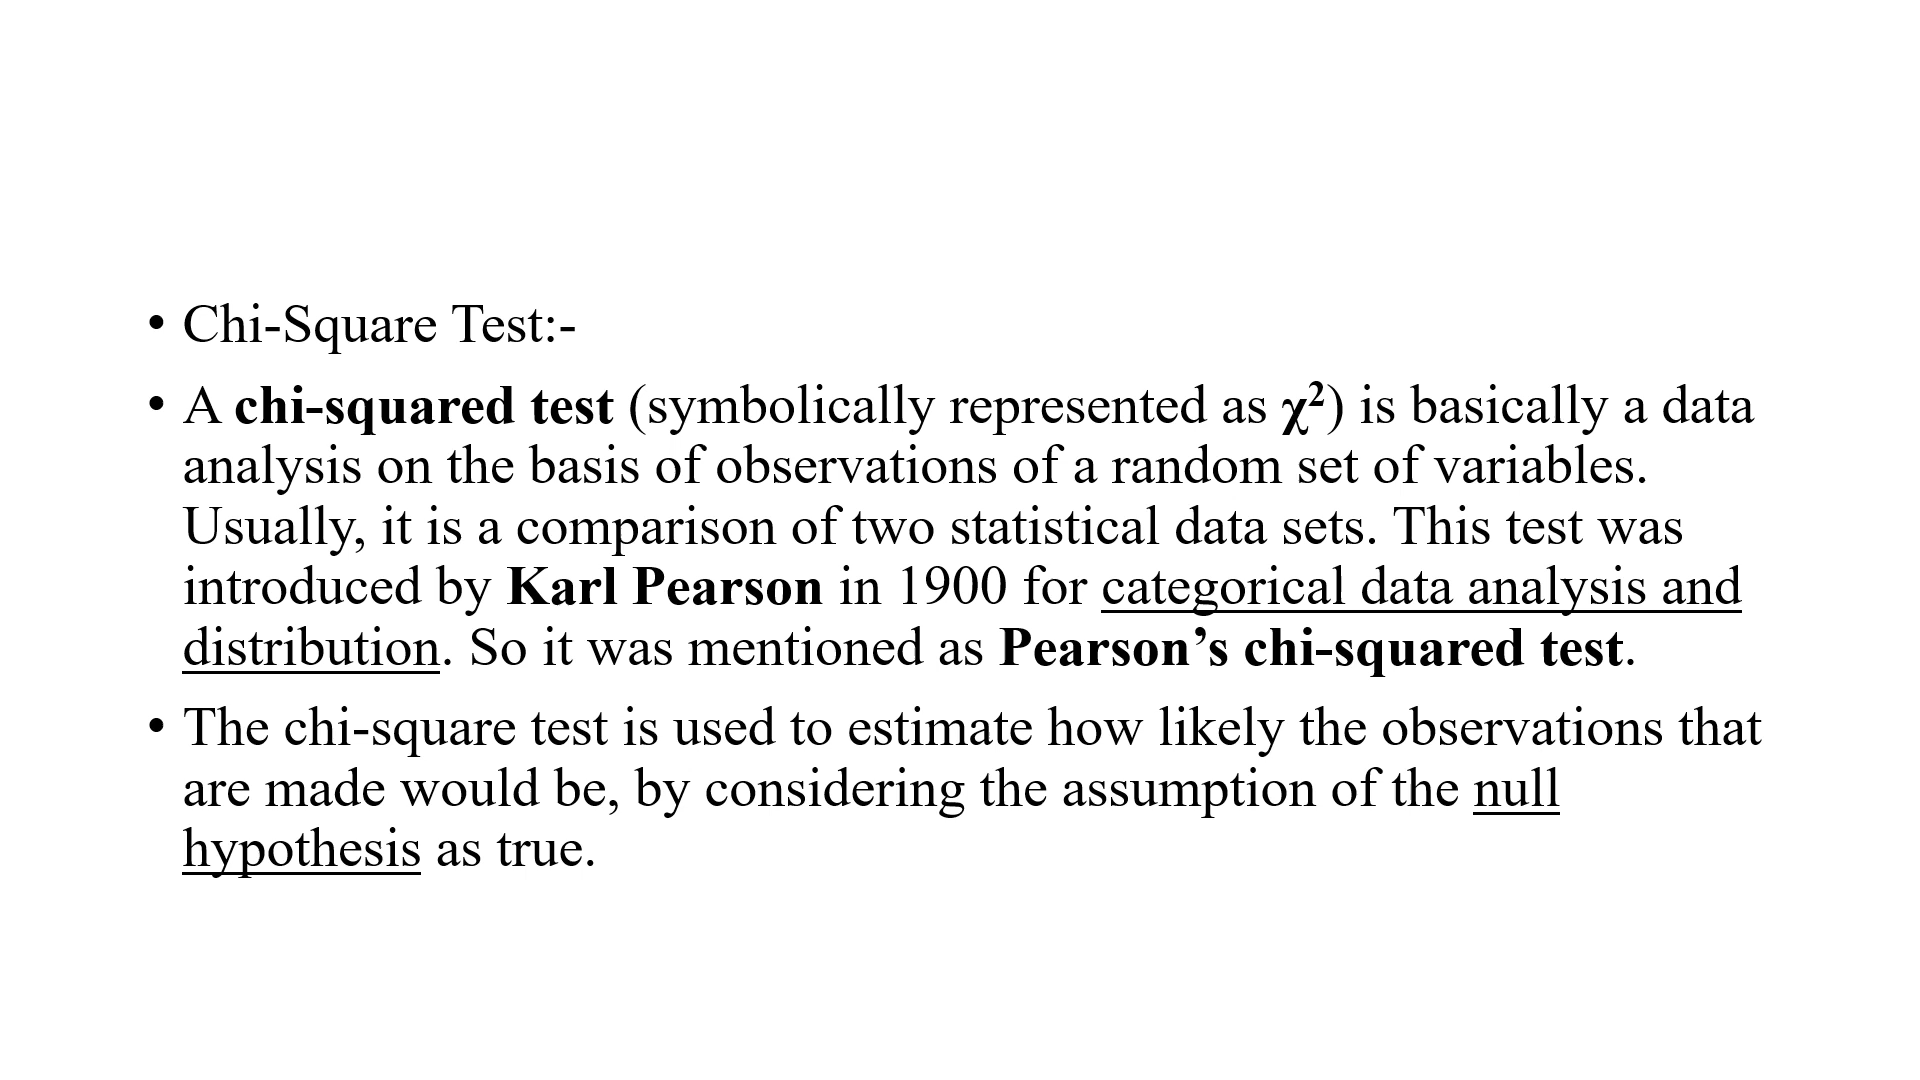 • Chi-Square Test:-
• A chi-squared test (symbolically represented as χ²) is basically a data
analysis on the basis of observations of a random set of variables.
Usually, it is a comparison of two statistical data sets. This test was
introduced by Karl Pearson in 1900 for categorical data analysis and
distribution. So it was mentioned as Pearson’s chi-squared test.
• The chi-square test is used to estimate how likely the observations that
are made would be, by considering the assumption of the null
hypothesis as true.